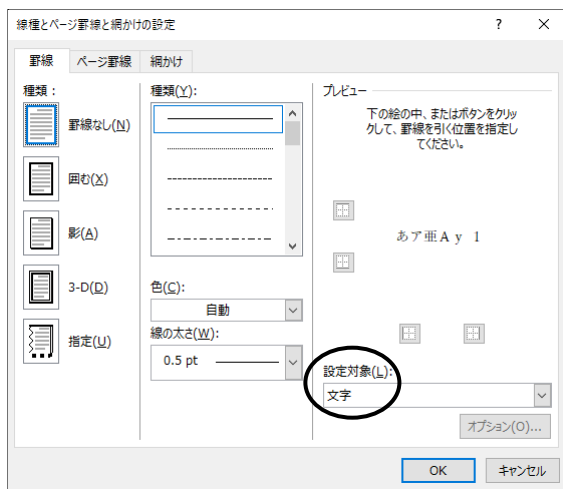 線種とページ罫線と網かけの設定
? ×
罫線 ページ罫線 網かけ
種類：
罫線なし(N)
囲む(X)
影(A)
3-D(D)
指定(U)
種類(Y):
色(C):
自動
線の太さ(W):
0.5 pt
プレビュー
下の絵の中、またはボタンをクリッ
クして、罫線を引く位置を指定し
てください。
あア亜Ａｙ １
設定対象(L):
文字
オプション(O)...
OK キャンセル